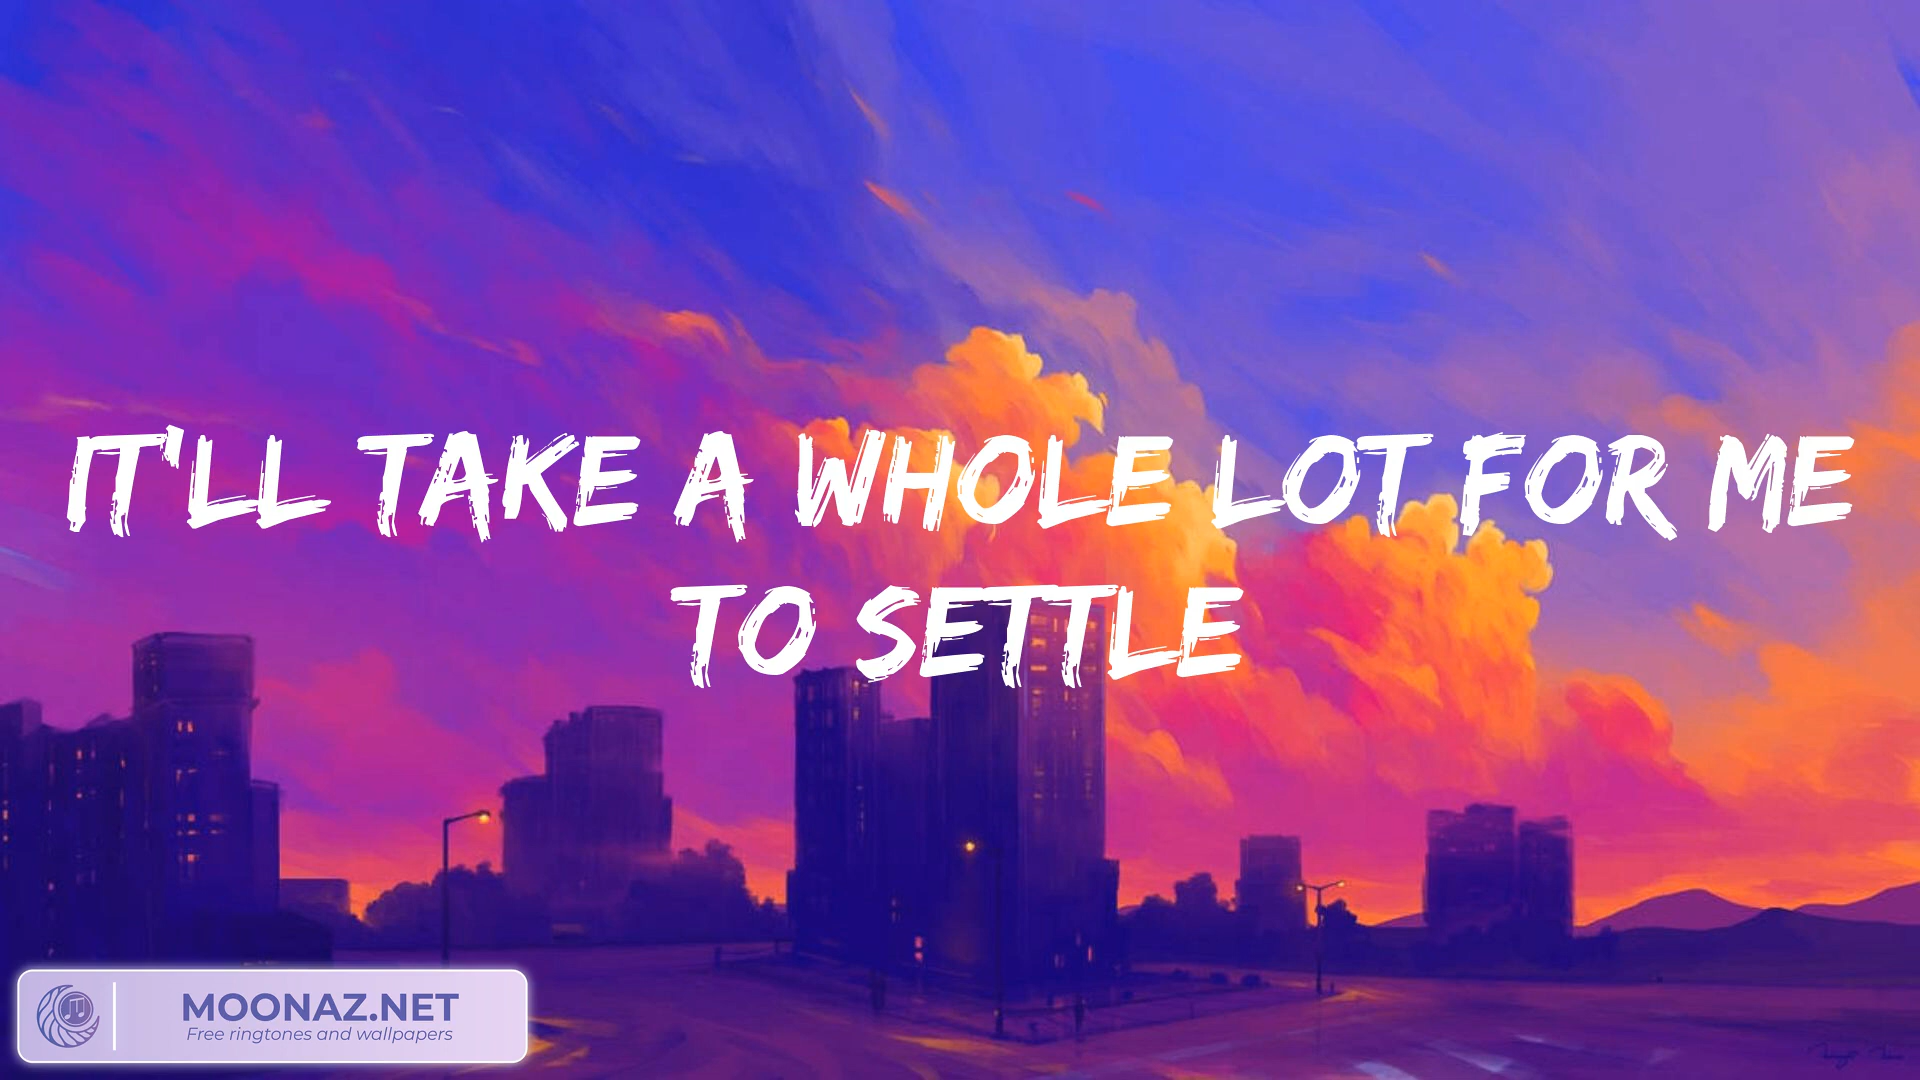 IT'LL TAKE A WHOLE LOT FOR ME
TO SETTLE
MOONAZ.NET
Free ringtones and wallpapers